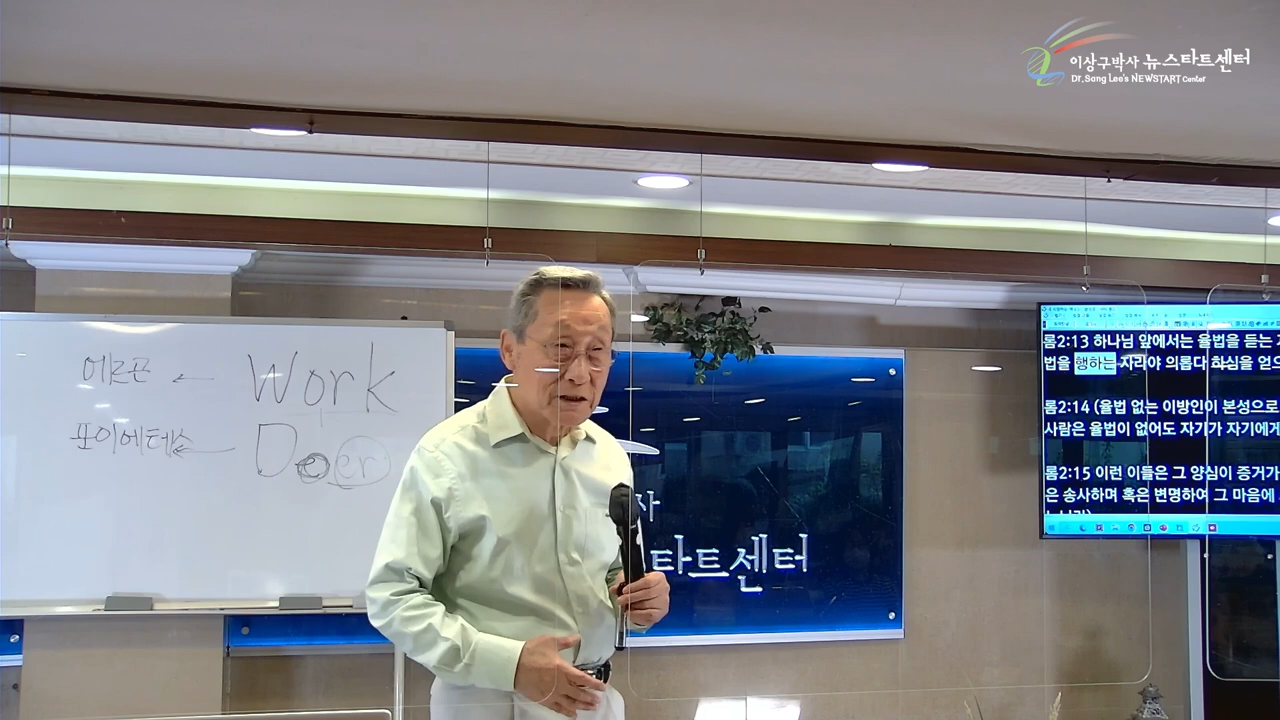 이상구박사 뉴스타트센터
Dr. Sang Lee's NEWSTART Center
에르곤 ← Work
포이에테스 ← Doer
사
타트센터
롬2:13 하나님 앞에서는 율법을 듣는
법을 행하는 자라야 의롭다 하심을 얻으
롬2:14 (율법 없는 이방인이 본성으로
사람은 율법이 없어도 자기가 자기에게
롬2:15 이런 이들은 그 양심이 증거가
은 송사하며 혹은 변명하여 그 마음에